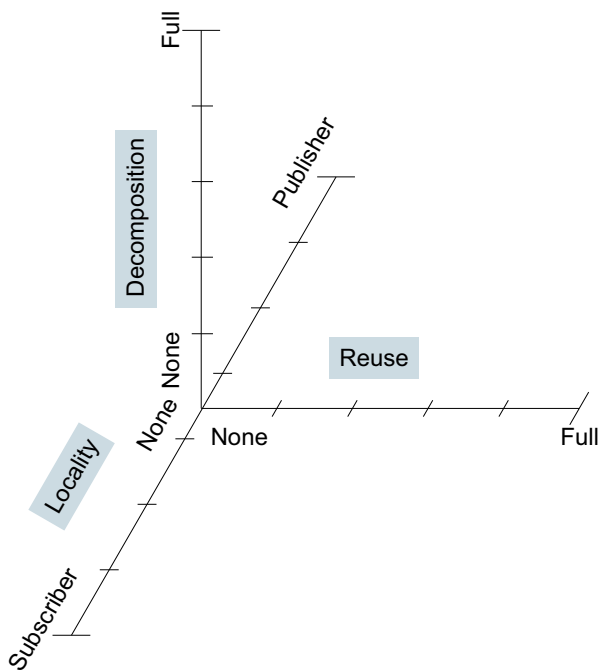 Full
Decomposition
None
Publisher
Reuse
None
Full
None
Locality
Subscriber